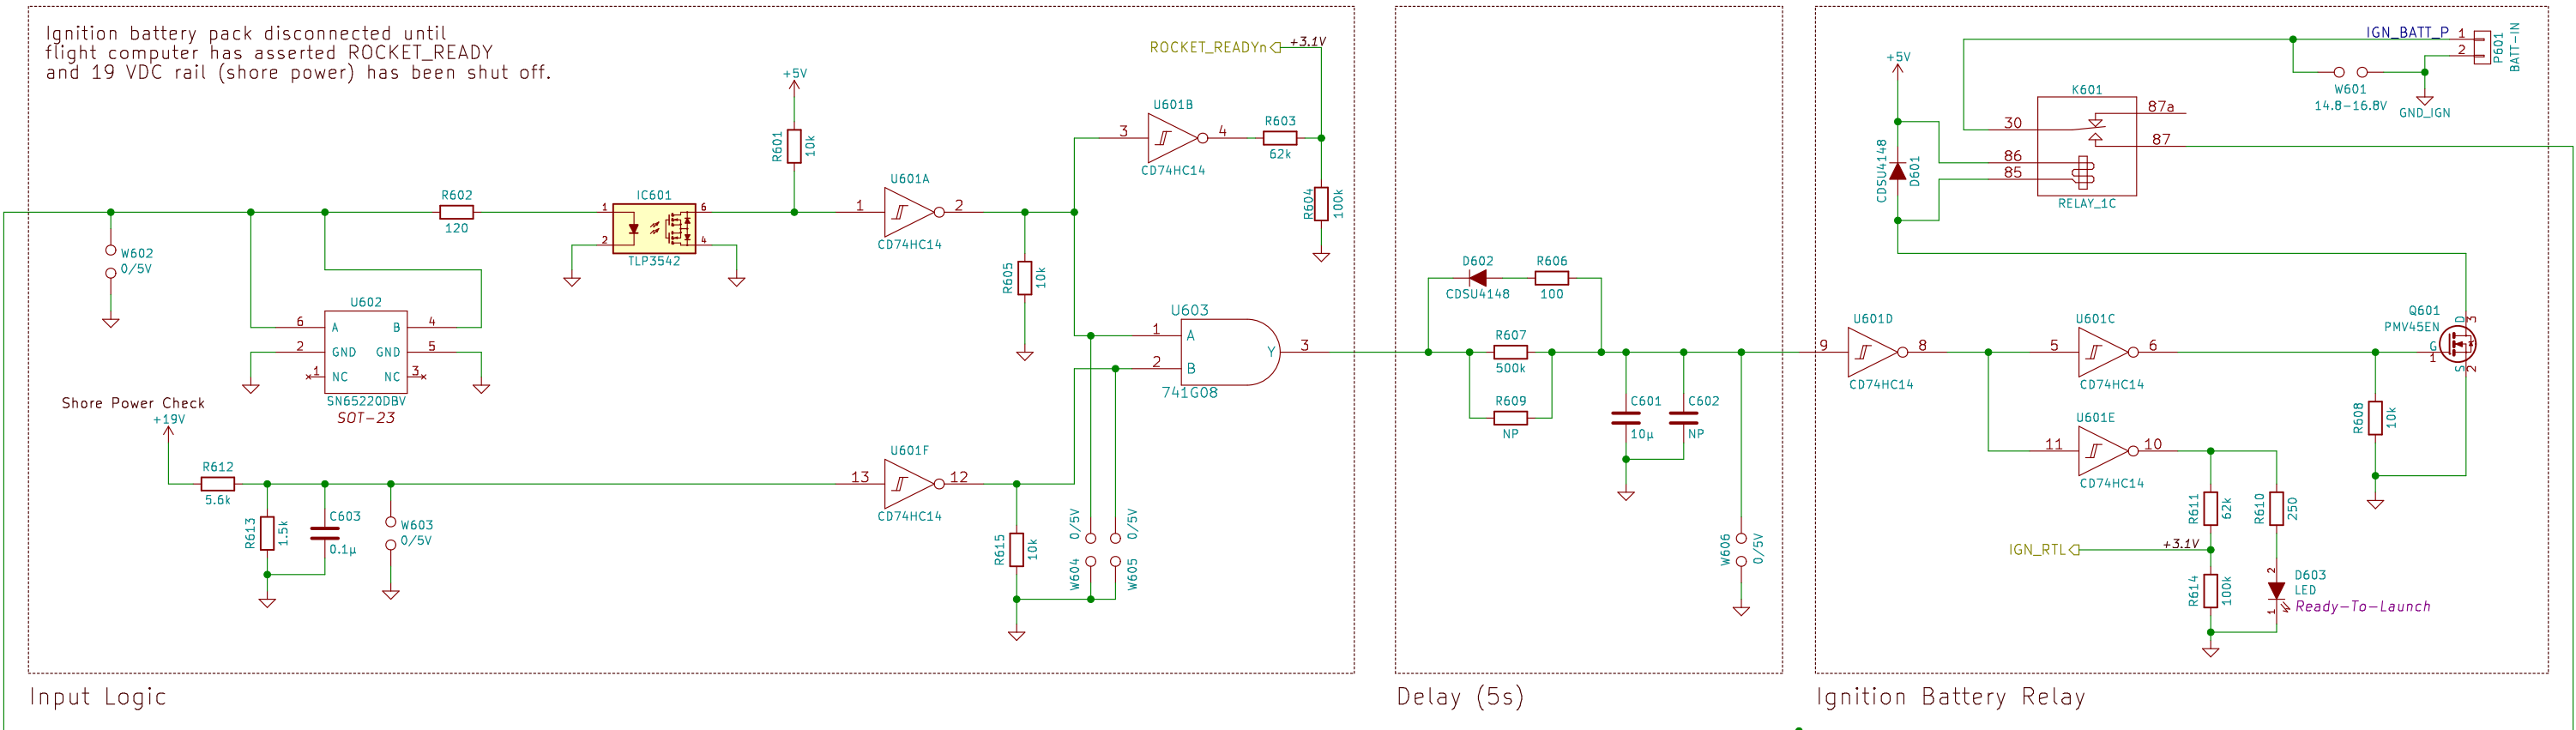 Ignition battery pack disconnected until
flight computer has asserted ROCKET_READY
and 19 VDC rail (shore power) has been shut off.
ROCKET_READYn
+3.1V
+5V
R601
10k
U601B
3
4
CD74HC14
R603
62k
R604
100k
R602
120
IC601
1
2
6
4
TLP3542
U601A
1
2
CD74HC14
R605
10k
W602
0/5V
U602
6
A
B
4
2
GND
GND
5
1
NC
NC
3
SN65220DBV
SOT-23
U603
1
A
2
B
Y
3
741G08
Shore Power Check
+19V
R612
5.6k
R613
1.5k
C603
0.1µ
W603
0/5V
U601F
13
12
CD74HC14
R615
10k
W604
0/5V
W605
0/5V
Input Logic
D602
CDSU4148
R606
100
R607
500k
R609
NP
C601
10µ
C602
NP
W606
0/5V
Delay (5s)
+5V
CDSU4148
D601
K601
30
86
85
87a
87
RELAY_1C
IGN_BATT_P
1
2
P601
BATT-IN
W601
14.8-16.8V
GND_IGN
U601D
9
8
CD74HC14
U601C
5
6
CD74HC14
U601E
11
10
CD74HC14
Q601
PMV45EN
D
3
G
1
S
2
R608
10k
R611
62k
R610
250
IGN_RTL
+3.1V
R614
100k
2
1
D603
LED
Ready-To-Launch
Ignition Battery Relay